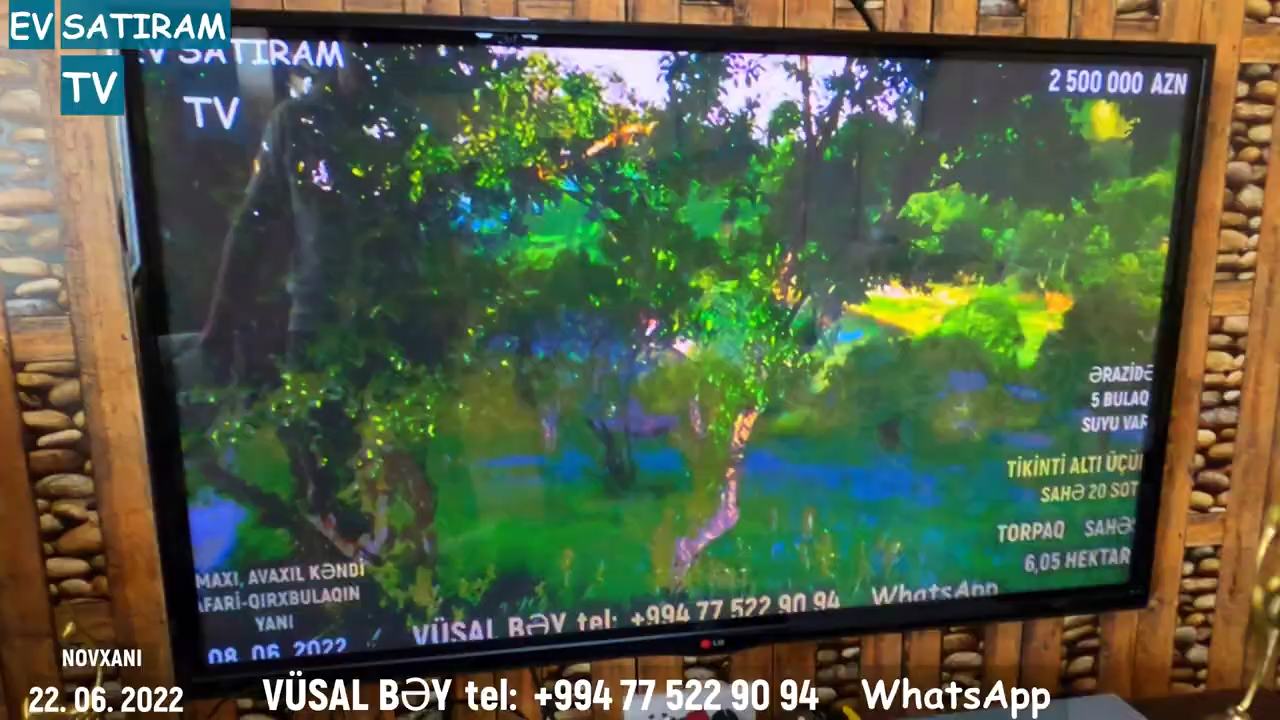 EV SATIRAM
TV
EV SATIRAM
TV
2 500 000 AZN
ƏRAZİDƏ
5 BULAQ
SUYU VAR
TİKİNTİ ALTI ÜÇÜN
SAHƏ 20 SOT
TORPAQ SAHƏS
6,05 HEKTAR
MAXI, AVAXIL KƏNDİ
AFARİ-QIRXBULAQIN
YANI
08. 06. 2022
VÜSAL BƏY tel: +994 77 522 90 94 WhatsApp
LG
NOVXANI
22. 06. 2022
VÜSAL BƏY tel: +994 77 522 90 94 WhatsApp